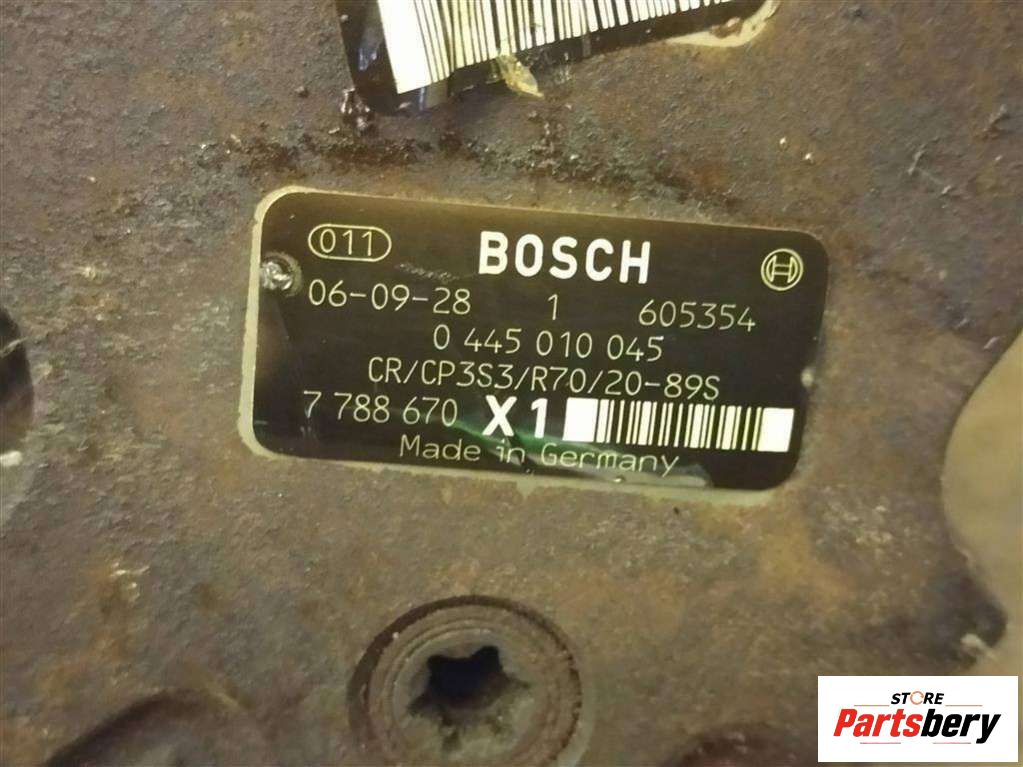 011 BOSCH
06-09-28 1 605354
0 445 010 045
CR/CP3S3/R70/20-89S
7 788 670 X1
Made in Germany
STORE
Partsbery